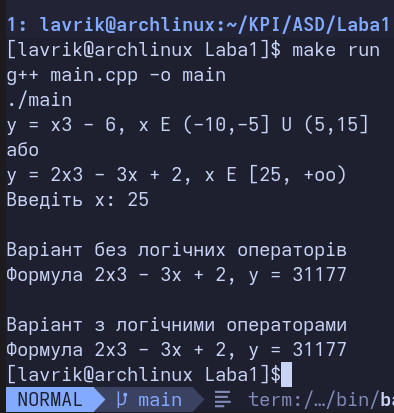 1: lavrik@archlinux:~/KPI/ASD/Laba1
[lavrik@archlinux Laba1]$ make run
g++ main.cpp -o main
./main
y = x3 - 6, x E (-10,-5] U (5,15]
або
y = 2x3 - 3x + 2, x E [25, +oo)
Введіть x: 25
Варіант без логічних операторів
Формула 2x3 - 3x + 2, y = 31177
Варіант з логічними операторами
Формула 2x3 - 3x + 2, y = 31177
[lavrik@archlinux Laba1]$
NORMAL main term:/…/bin/ba